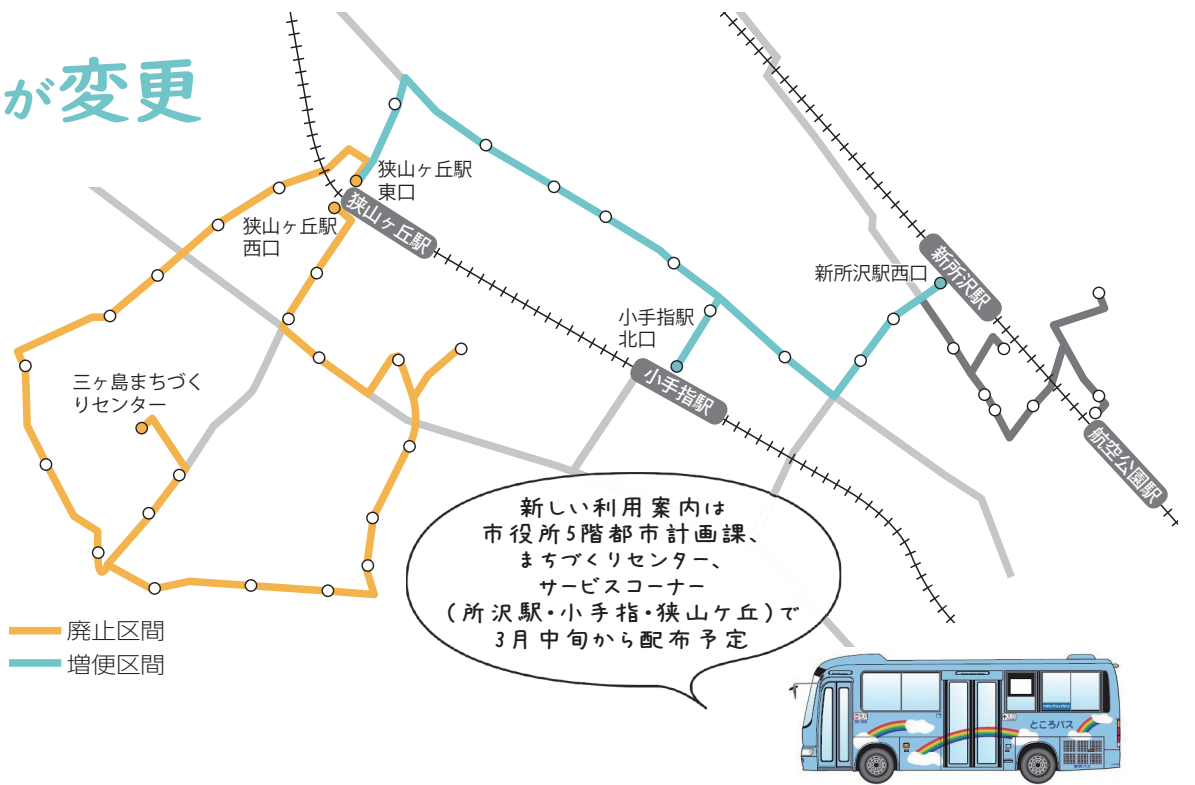 が変更
狭山ヶ丘駅
東口
狭山ヶ丘駅
西口
狭山ヶ丘駅
新所沢駅西口
新所沢駅
小手指駅
北口
小手指駅
三ヶ島まちづく
りセンター
航空公園駅
新しい利用案内は
市役所5階都市計画課、
まちづくりセンター、
サービスコーナー
(所沢駅・小手指・狭山ケ丘)で
3月中旬から配布予定
廃止区間
増便区間
ところバス